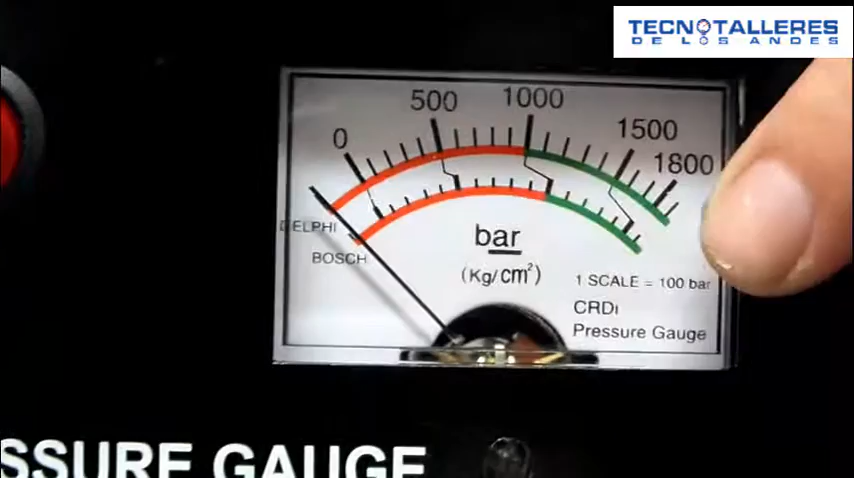 TECNOTALLERES
DE LOS ANDES
0 500 1000 1500 1800
DELPHI
BOSCH
bar
(Kg/cm²)
1 SCALE = 100 bar
CRDi
Pressure Gauge
SSURE GAUGE